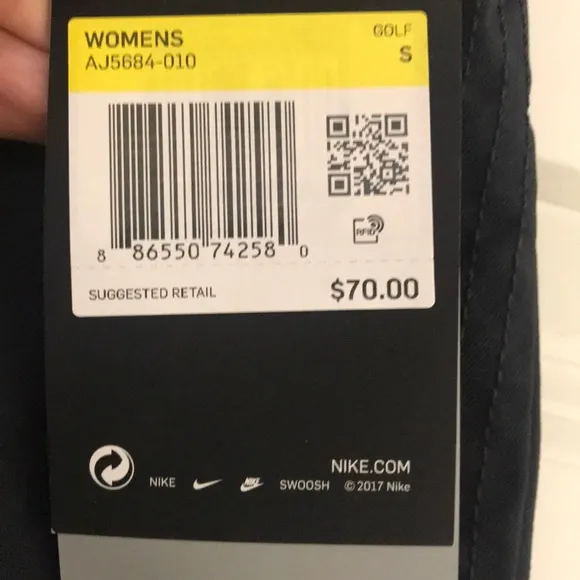 WOMENS
GOLF
AJ5684-010
S
8 86550 74258 0
RFID
SUGGESTED RETAIL
$70.00
NIKE.COM
NIKE
SWOOSH
© 2017 Nike